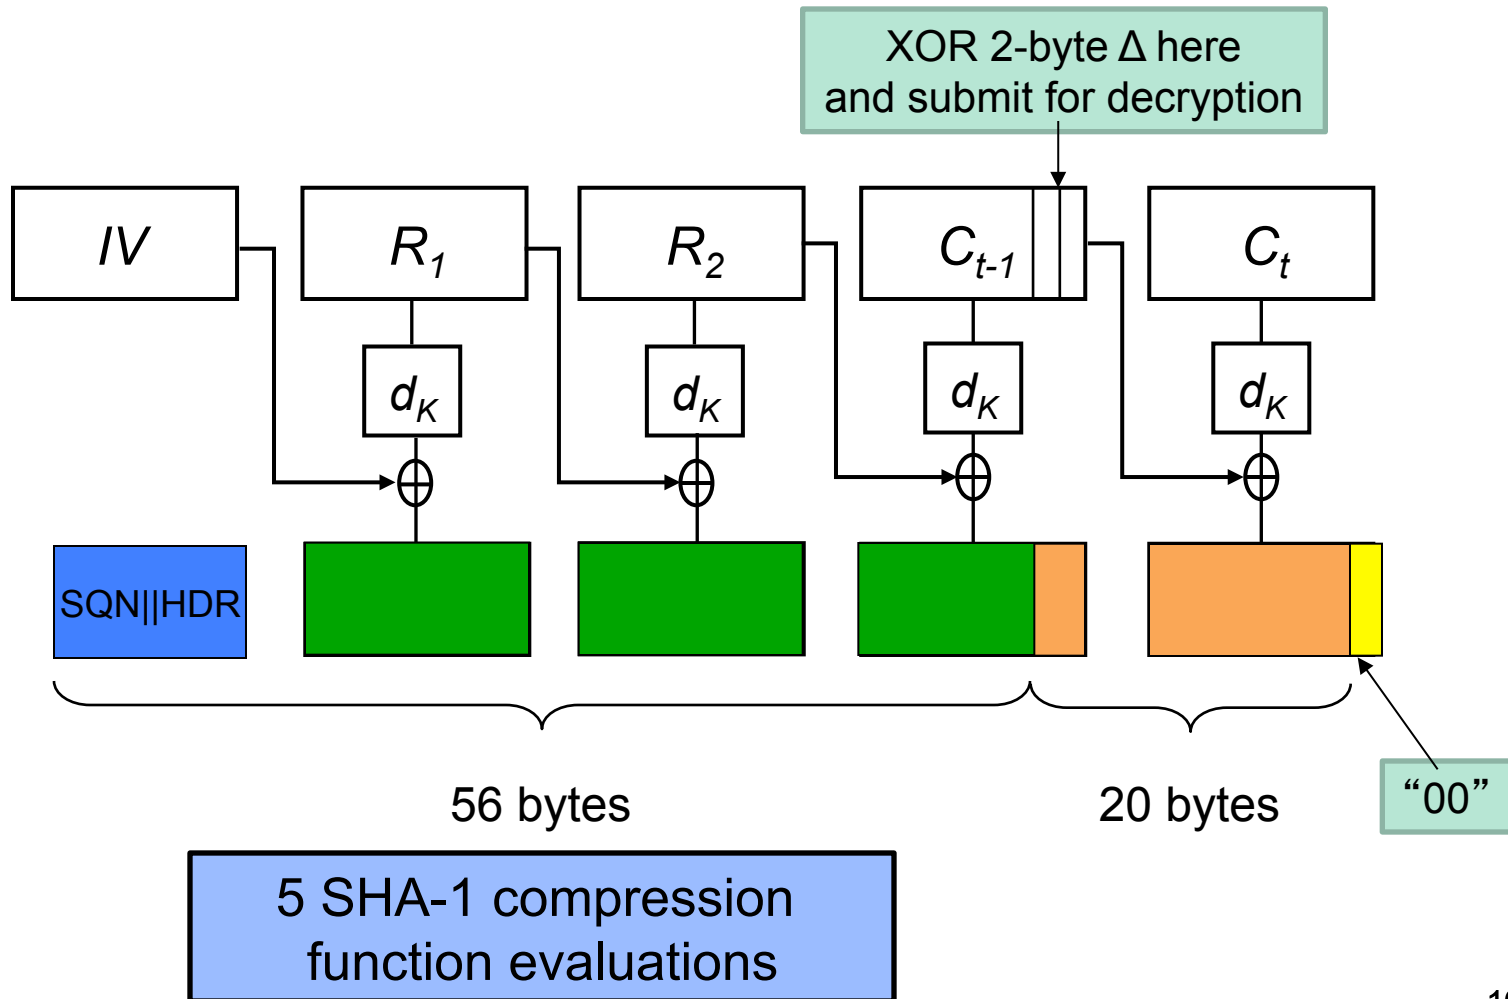 XOR 2-byte Δ here
and submit for decryption
IV
R1
R2
Ct-1
Ct
dK
dK
dK
dK
SQN||HDR
56 bytes
20 bytes
“00”
5 SHA-1 compression
function evaluations